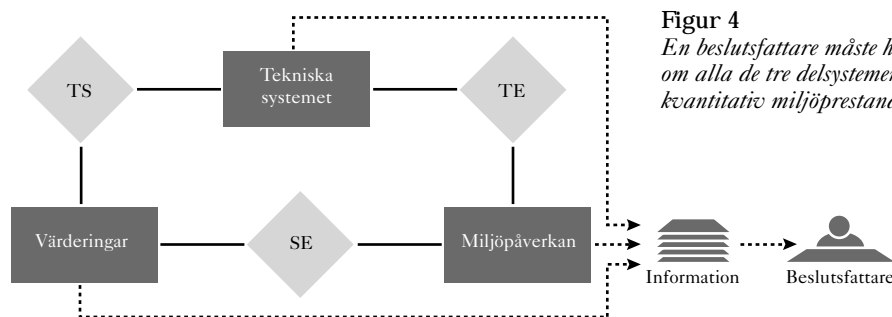 Figur 4
En beslutsfattare måste h
om alla de tre delsystemen
kvantitativ miljöprestand
Tekniska
systemet
TS
TE
Värderingar
SE
Miljöpåverkan
Information
Beslutsfattare